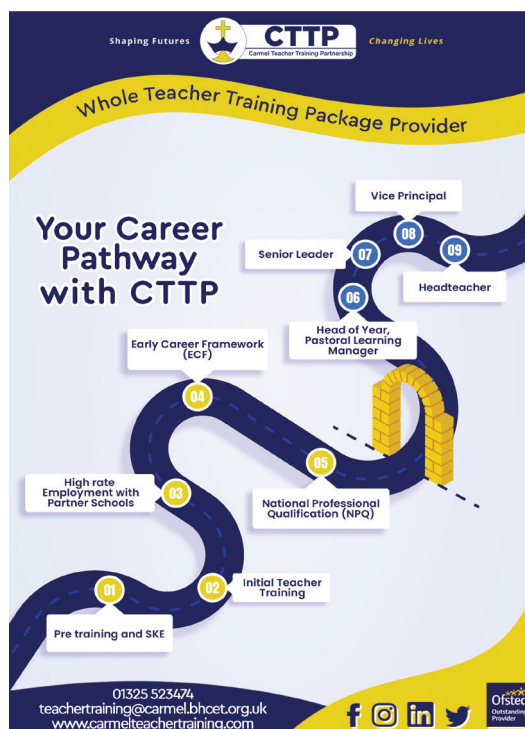 Shaping Futures
CTTP
Carmel Teacher Training Partnership
Changing Lives
Whole Teacher Training Package Provider
Your Career
Pathway
with CTTP
Vice Principal
08
Senior Leader
07
09
Headteacher
06
Head of Year,
Pastoral Learning
Manager
Early Career Framework
(ECF)
04
05
National Professional
Qualification (NPQ)
High rate
Employment with
Partner Schools
03
02
Initial Teacher
Training
01
Pre training and SKE
01325 523474
teachertraining@carmel.bhcet.org.uk
www.carmelteachertraining.com
f
in
Ofsted
Outstanding
Provider